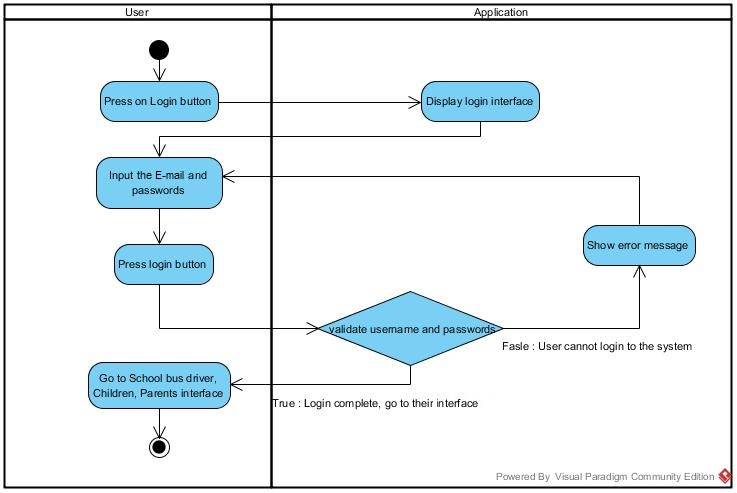 User
Application
Press on Login button
Display login interface
Input the E-mail and
passwords
Show error message
Press login button
validate username and passwords
Fasle : User cannot login to the system
Go to School bus driver,
Children, Parents interface
True : Login complete, go to their interface
Powered By Visual Paradigm Community Edition